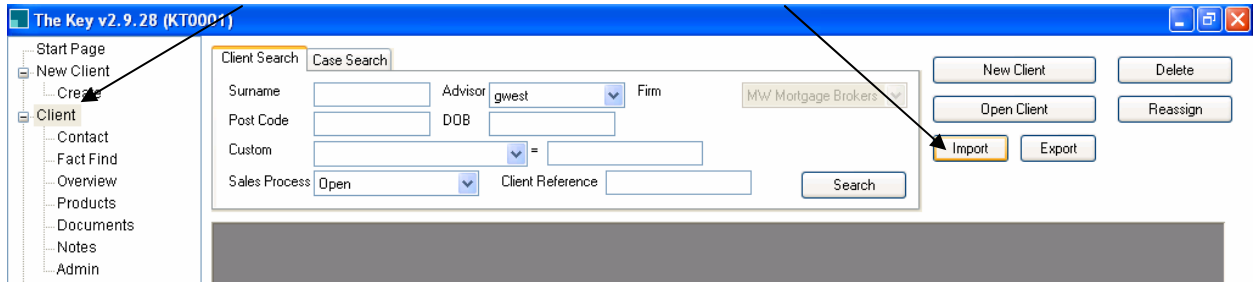 The Key v2.9.28 (KT0001)
Start Page
New Client
Create
Client
Contact
Fact Find
Overview
Products
Documents
Notes
Admin
Client Search Case Search
Surname Advisor gwest Firm MW Mortgage Brokers
Post Code DOB
Custom =
Sales Process Open Client Reference Search
New Client Delete
Open Client Reassign
Import Export